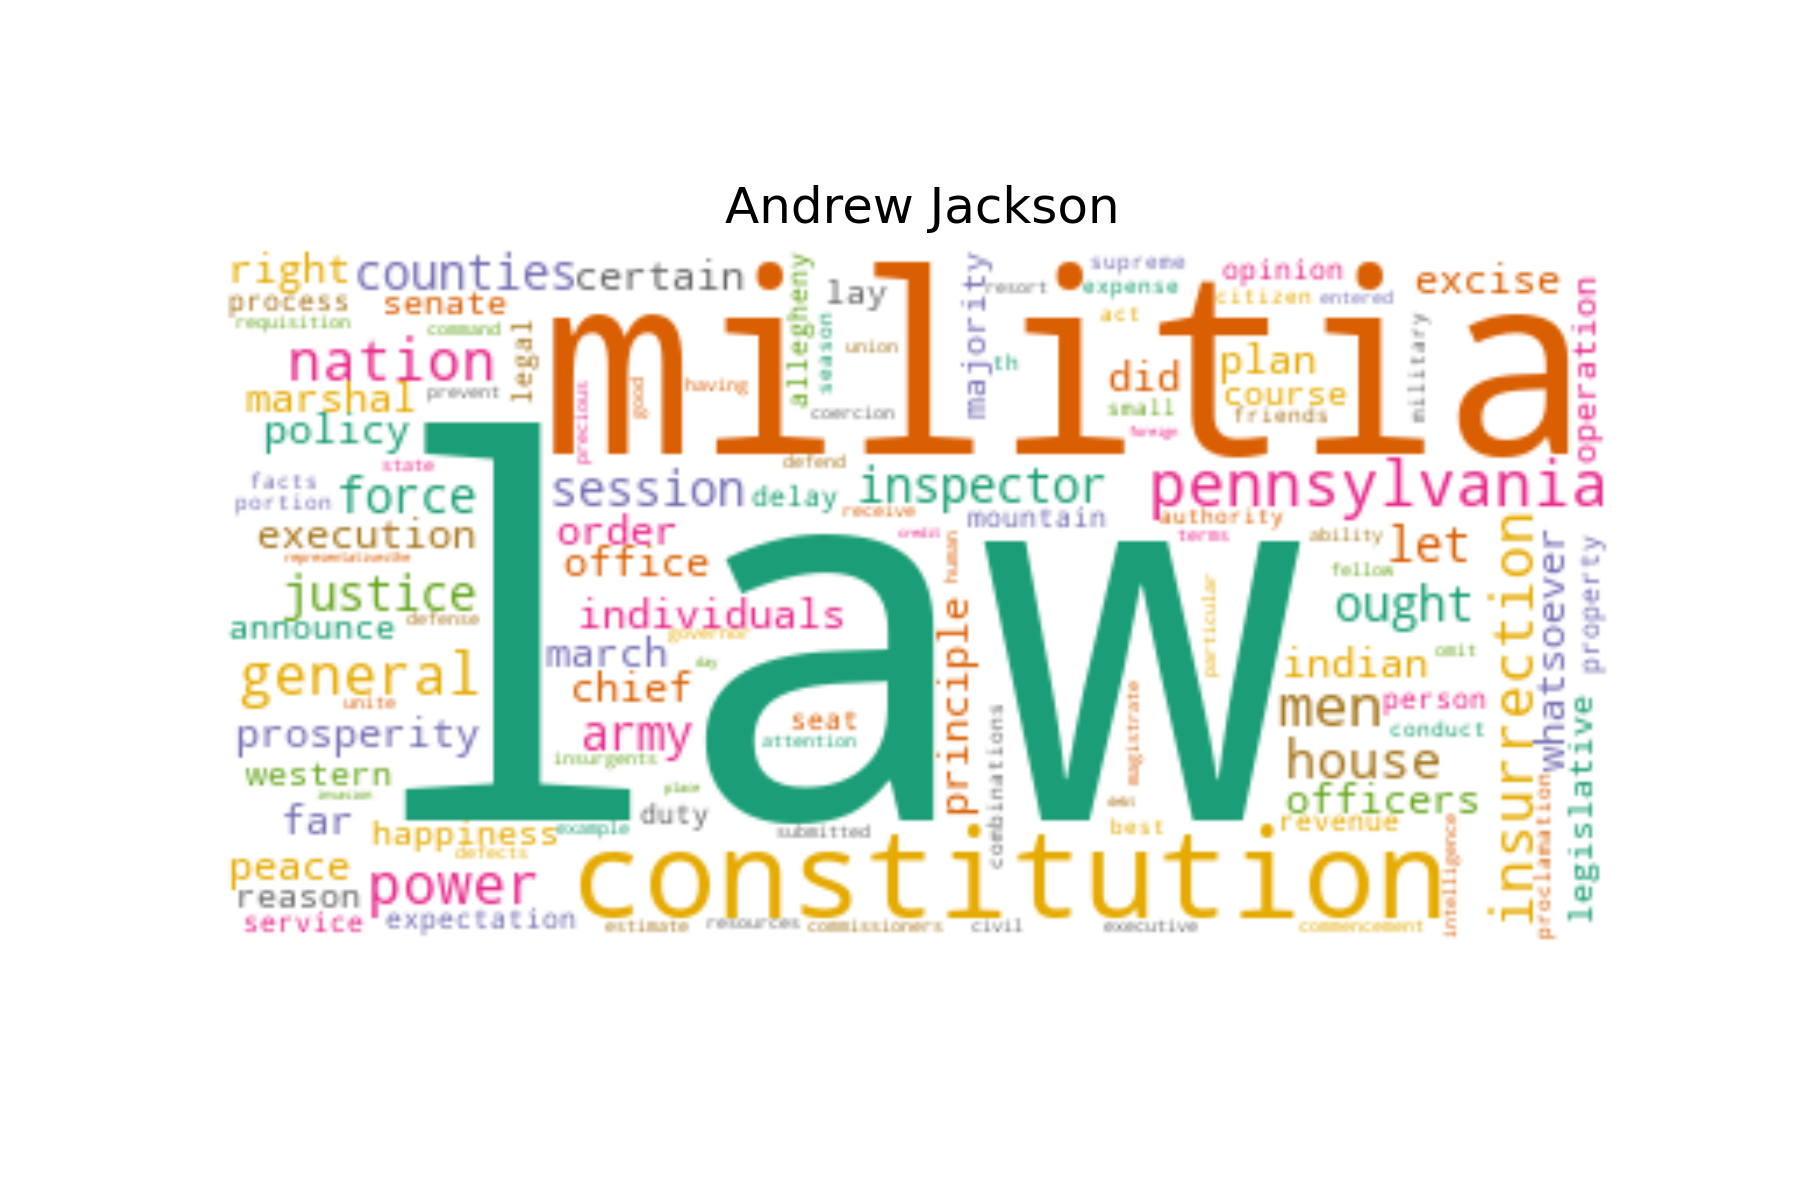 Andrew Jackson
right
counties
certain
militia
allegheny
lay
majority
resort
supreme
expense
opinion
citizen
entered
excise
process
senate
requisition
command
legal
season
union
act
military
operation
nation
prevent
precious
good
having
coercion
th
did
small
foreign
plan
course
friends
marshal
policy
state
law
defend
facts
portion
force
session
delay
inspector
receive
mountain
pennsylvania
authority
terms
ability
let
execution
representativesthe
order
office
credit
human
particular
fellow
insurrection
whatsoever
property
justice
announce
defense
individuals
governor
principle
ought
march
day
general
unite
chief
indian
omit
men
person
conduct
prosperity
army
seat
attention
insurgents
magistrate
combinations
house
officers
legislative
western
invasion
place
debt
far
happiness
example
duty
submitted
best
revenue
defects
constitution
intelligence
proclamation
peace
reason
power
service
expectation
estimate
resources
commissioners
civil
executive
commencement